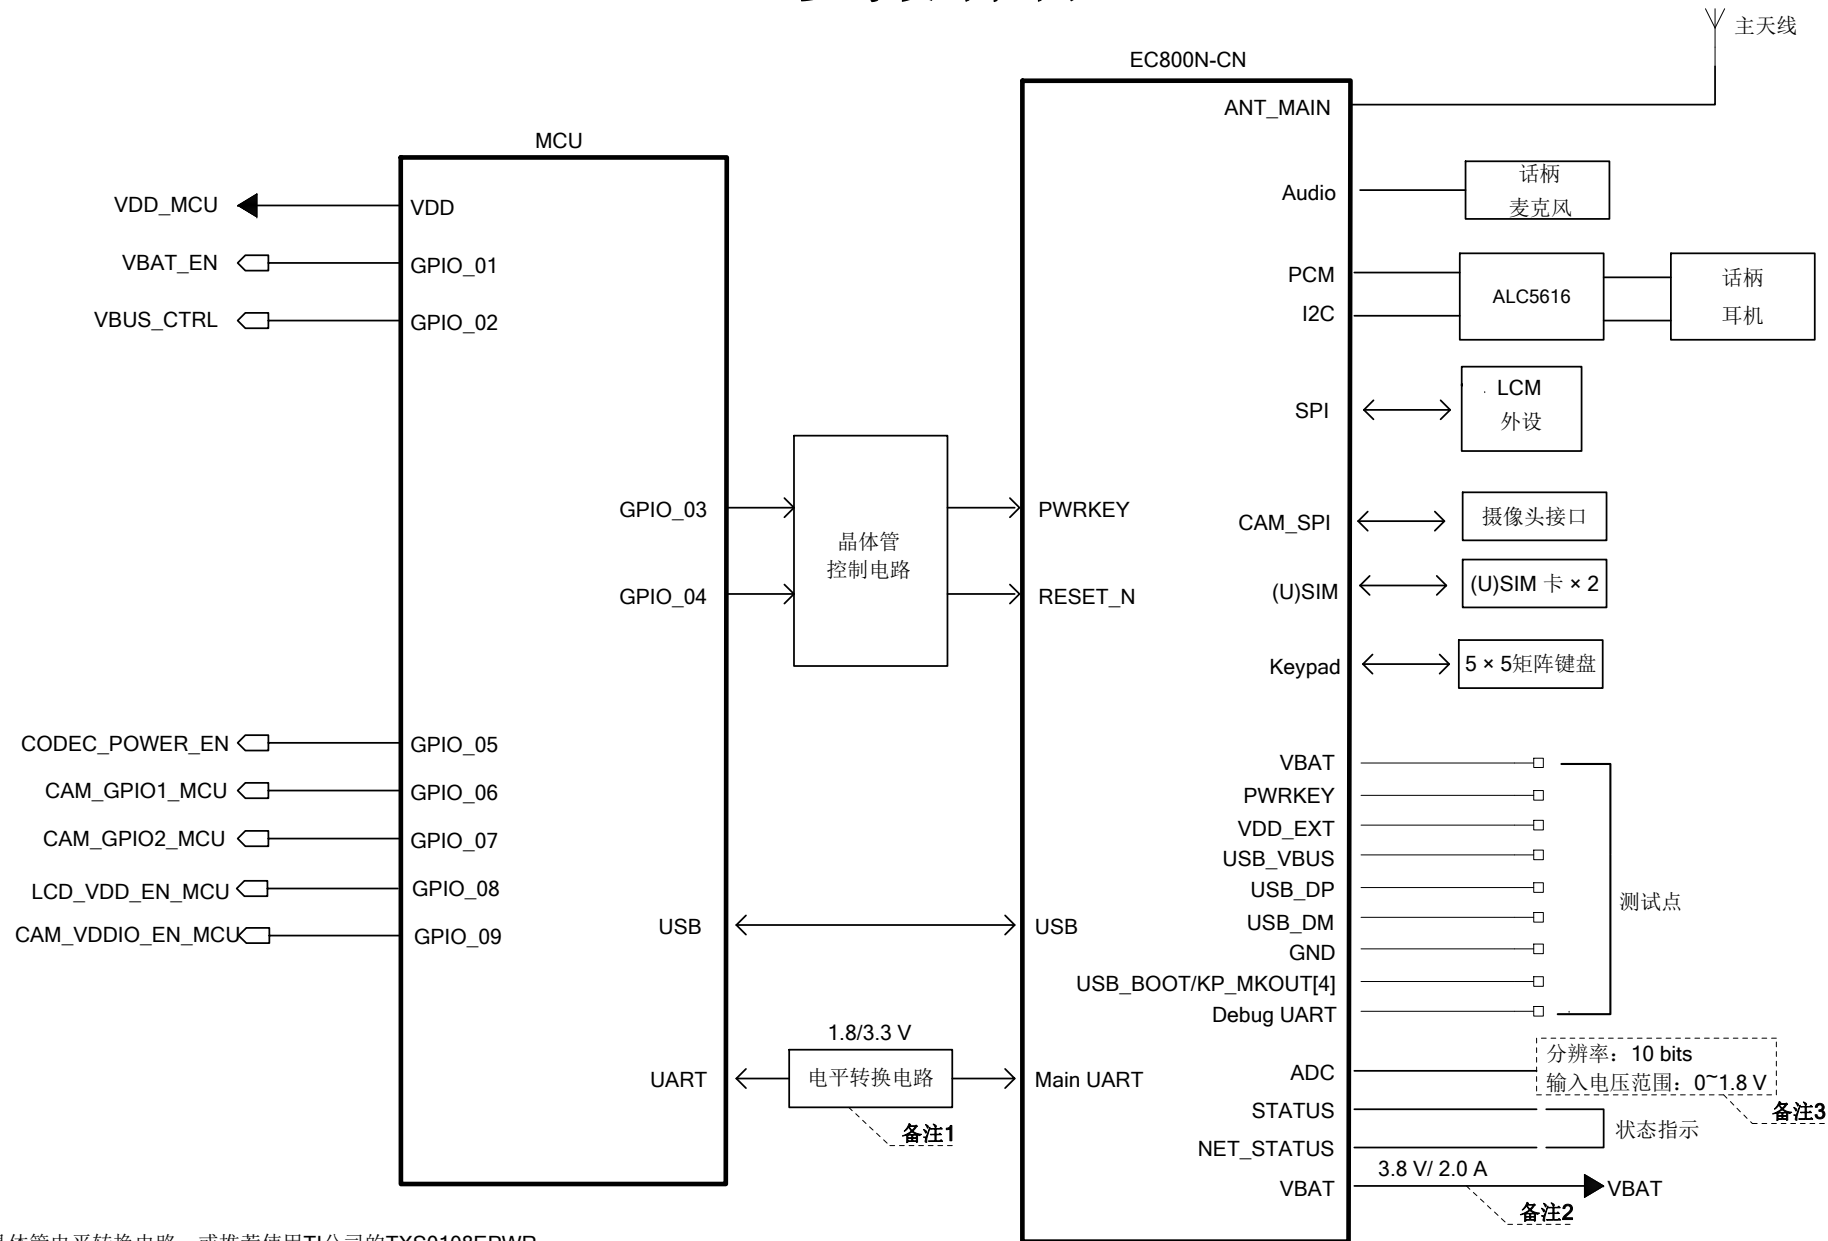 主天线
EC800N-CN
ANT_MAIN
MCU
VDD_MCU
VDD
VBAT_EN
GPIO_01
VBUS_CTRL
GPIO_02
Audio
话柄
麦克风
PCM
I2C
ALC5616
话柄
耳机
SPI
LCM
外设
GPIO_03
GPIO_04
晶体管
控制电路
PWRKEY
RESET_N
CAM_SPI
摄像头接口
(U)SIM
(U)SIM 卡 × 2
Keypad
5 × 5矩阵键盘
CODEC_POWER_EN
GPIO_05
CAM_GPIO1_MCU
GPIO_06
CAM_GPIO2_MCU
GPIO_07
LCD_VDD_EN_MCU
GPIO_08
CAM_VDDIO_EN_MCU
GPIO_09
USB
USB
VBAT
PWRKEY
VDD_EXT
USB_VBUS
USB_DP
USB_DM
GND
USB_BOOT/KP_MKOUT[4]
Debug UART
测试点
1.8/3.3 V
UART
电平转换电路
Main UART
备注1
ADC
分辨率：10 bits
输入电压范围：0~1.8 V
备注3
STATUS
NET_STATUS
状态指示
VBAT
3.8 V/ 2.0 A
VBAT
备注2